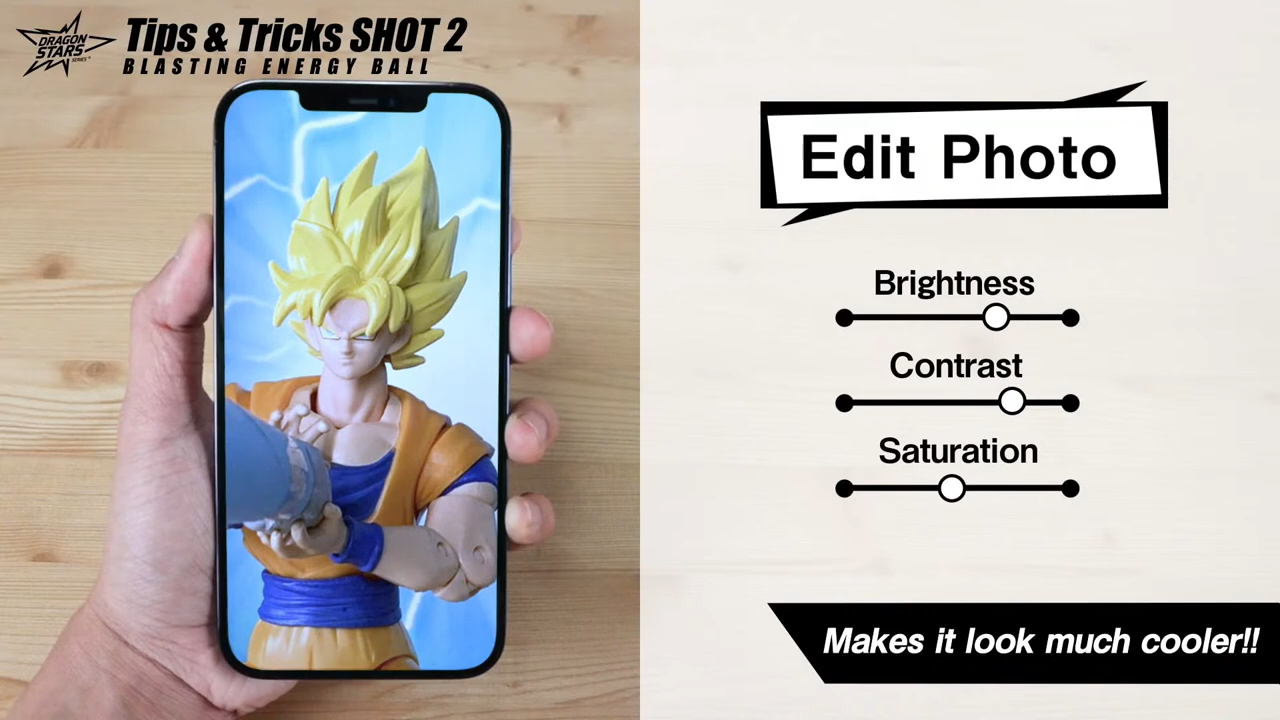 DRAGON
STARS
SERIES™
Tips & Tricks SHOT 2
BLASTING ENERGY BALL
Edit Photo
Brightness
Contrast
Saturation
Makes it look much cooler!!